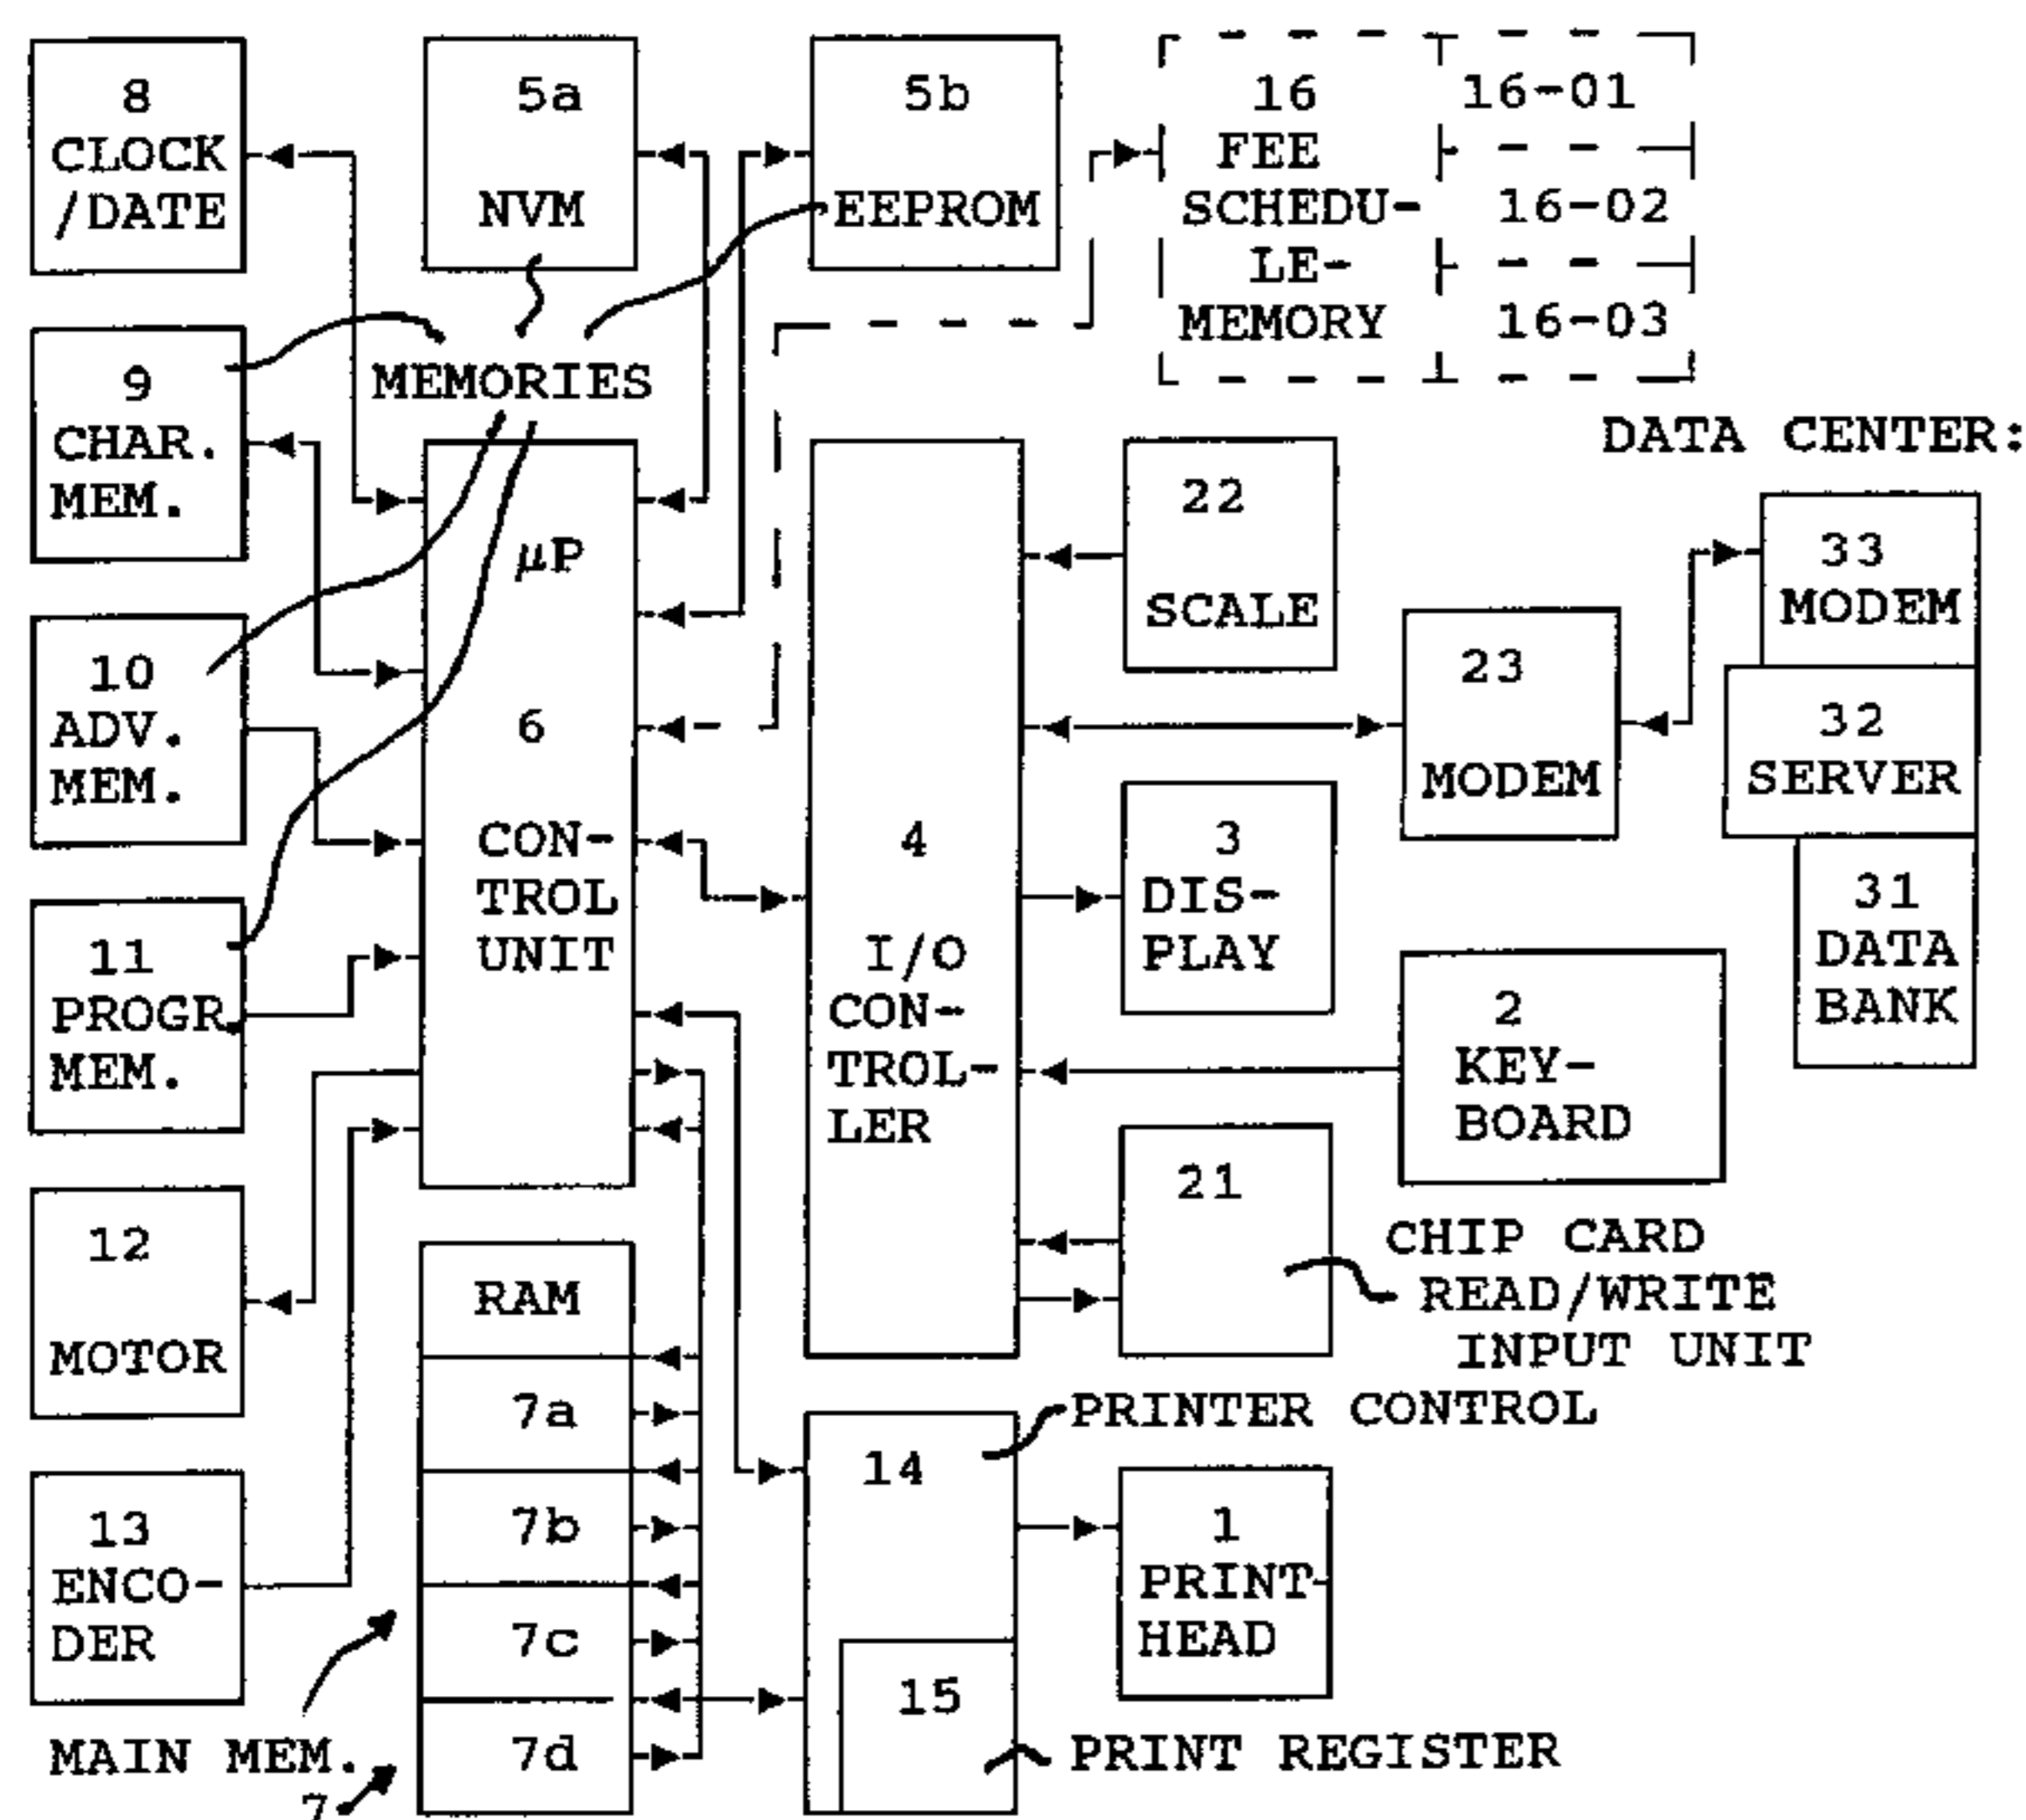 8
CLOCK
/DATE
5a
NVM
5b
EEPROM
16
FEE
SCHEDU-
LE-
MEMORY
16-01
16-02
16-03
9
CHAR.
MEM.
MEMORIES
10
ADV.
MEM.
11
PROGR.
MEM.
12
MOTOR
13
ENCO-
DER
µP
6
CON-
TROL
UNIT
RAM
7a
7b
7c
7d
MAIN MEM.
7
4
I/O
CON-
TROL-
LER
22
SCALE
23
MODEM
DATA CENTER:
33
MODEM
32
SERVER
31
DATA
BANK
3
DIS-
PLAY
2
KEY-
BOARD
21
CHIP CARD
READ/WRITE
INPUT UNIT
PRINTER CONTROL
14
1
PRINT-
HEAD
15
PRINT REGISTER